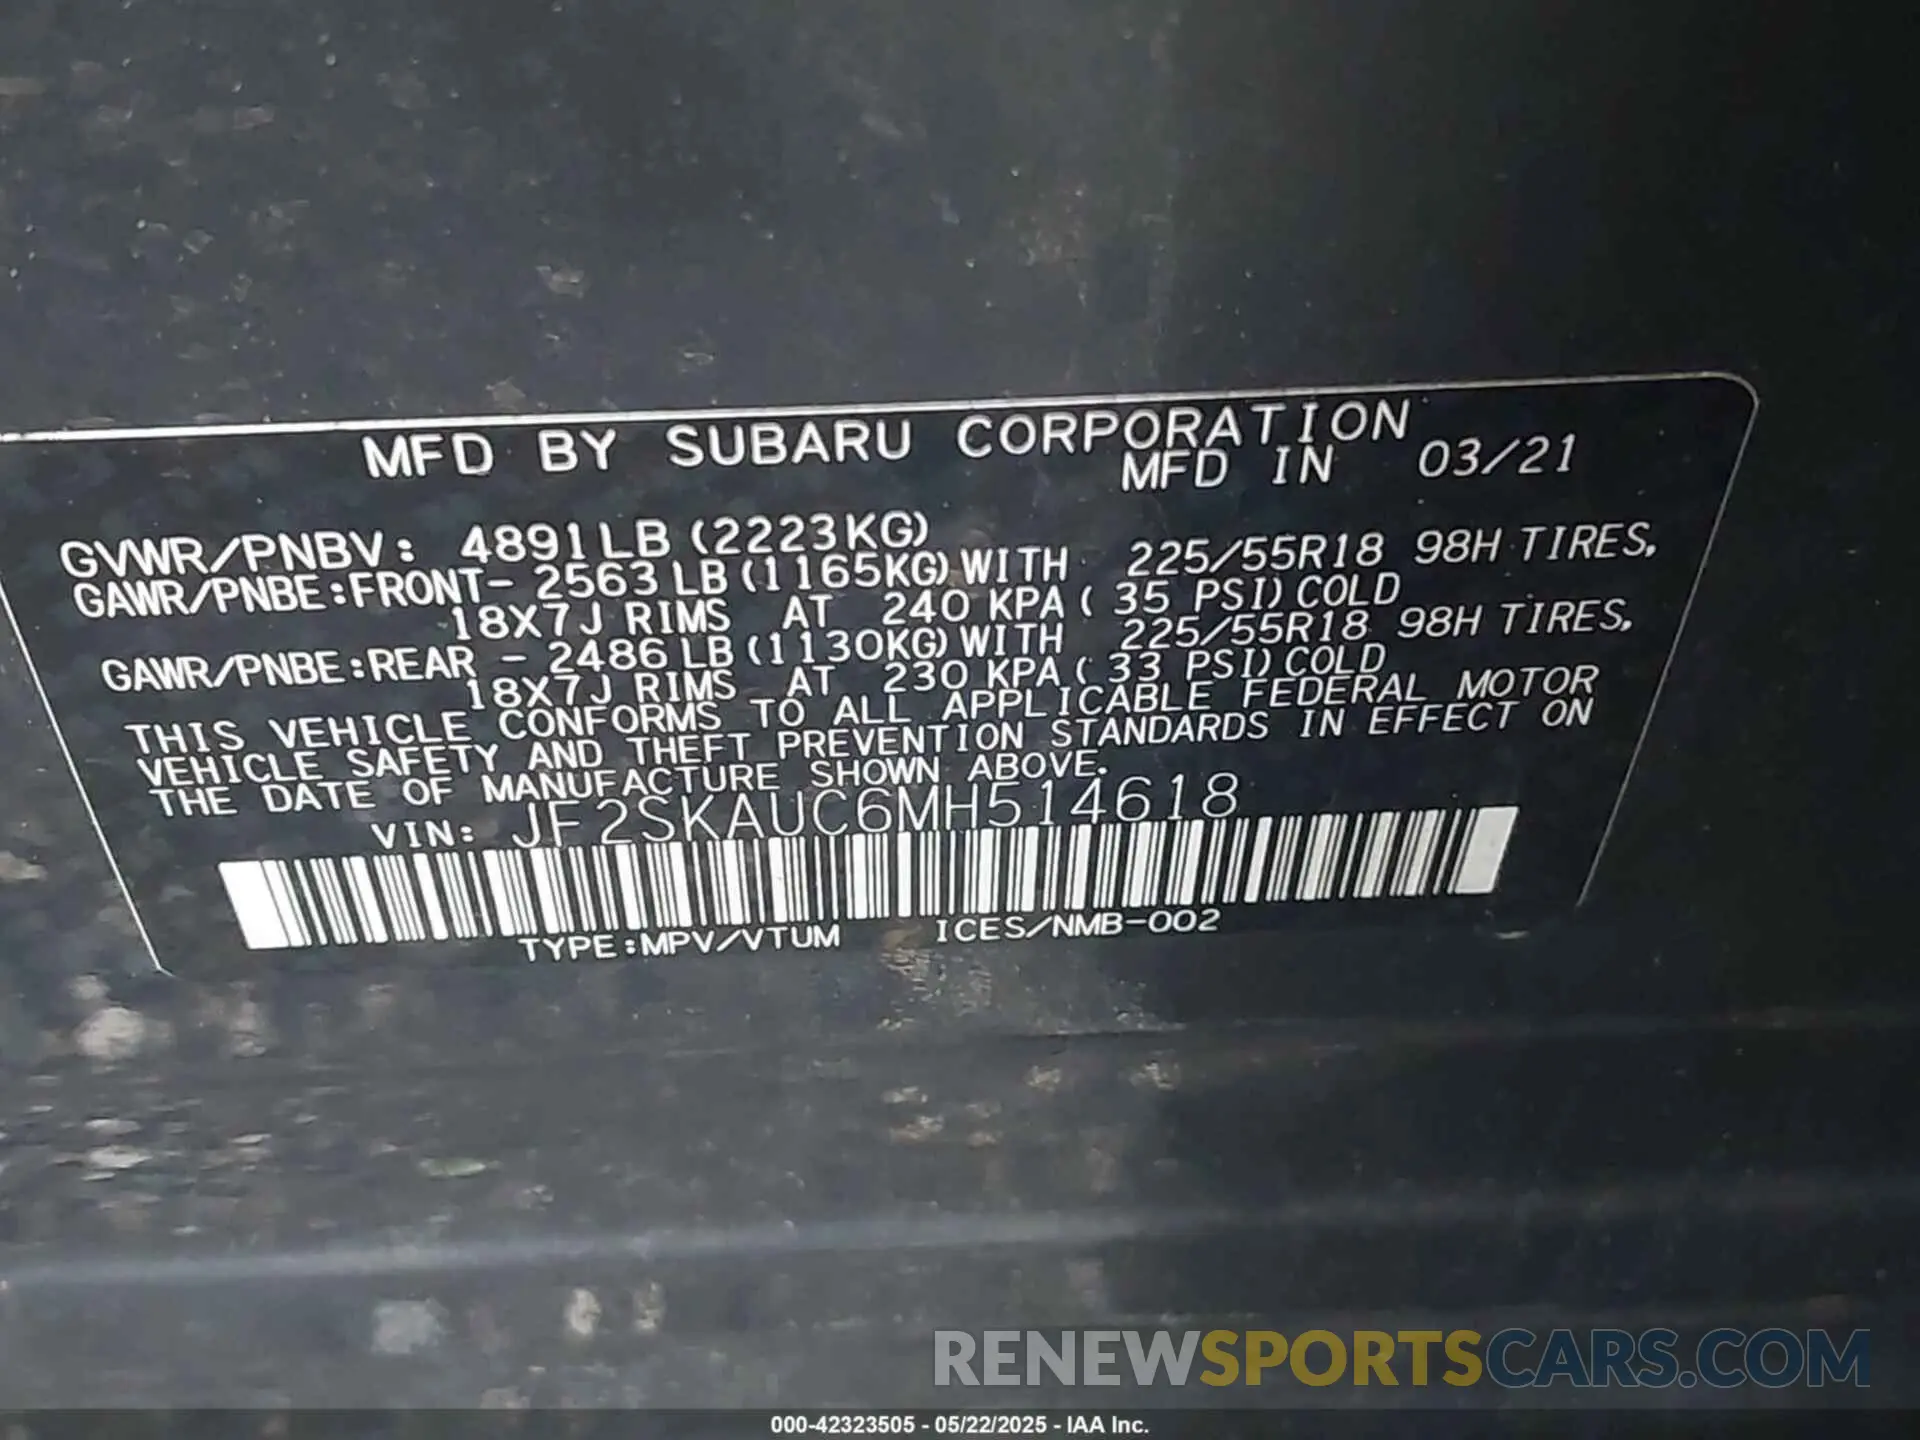 MFD BY SUBARU CORPORATION
MFD IN 03/21
GVWR/PNBV: 4891LB (2223KG)
GAWR/PNBE:FRONT- 2563 LB (1165KG) WITH 225/55R18 98H TIRES,
18X7J RIMS AT 240 KPA ( 35 PSI) COLD
GAWR/PNBE:REAR - 2486 LB (1130KG) WITH 225/55R18 98H TIRES,
18X7J RIMS AT 230 KPA ( 33 PSI) COLD
THIS VEHICLE CONFORMS TO ALL APPLICABLE FEDERAL MOTOR
VEHICLE SAFETY AND THEFT PREVENTION STANDARDS IN EFFECT ON
THE DATE OF MANUFACTURE SHOWN ABOVE.
VIN: JF2SKAUC6MH514618
TYPE:MPV/VTUM ICES/NMB-002
RENEWSPORTSCARS.COM
000-42323505 - 05/22/2025 - IAA Inc.